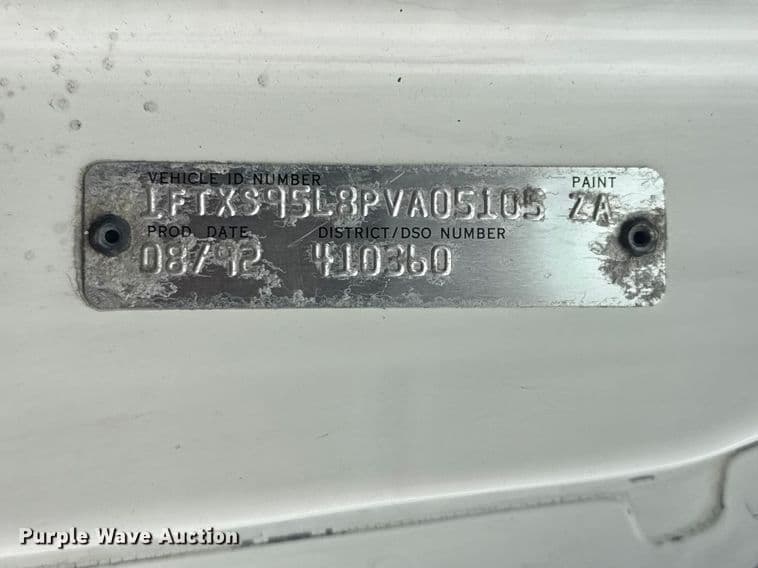 VEHICLE ID NUMBER PAINT
1FTXS95L8PVA05105 ZA
PROD. DATE DISTRICT/DSO NUMBER
08/92 410360
Purple Wave Auction